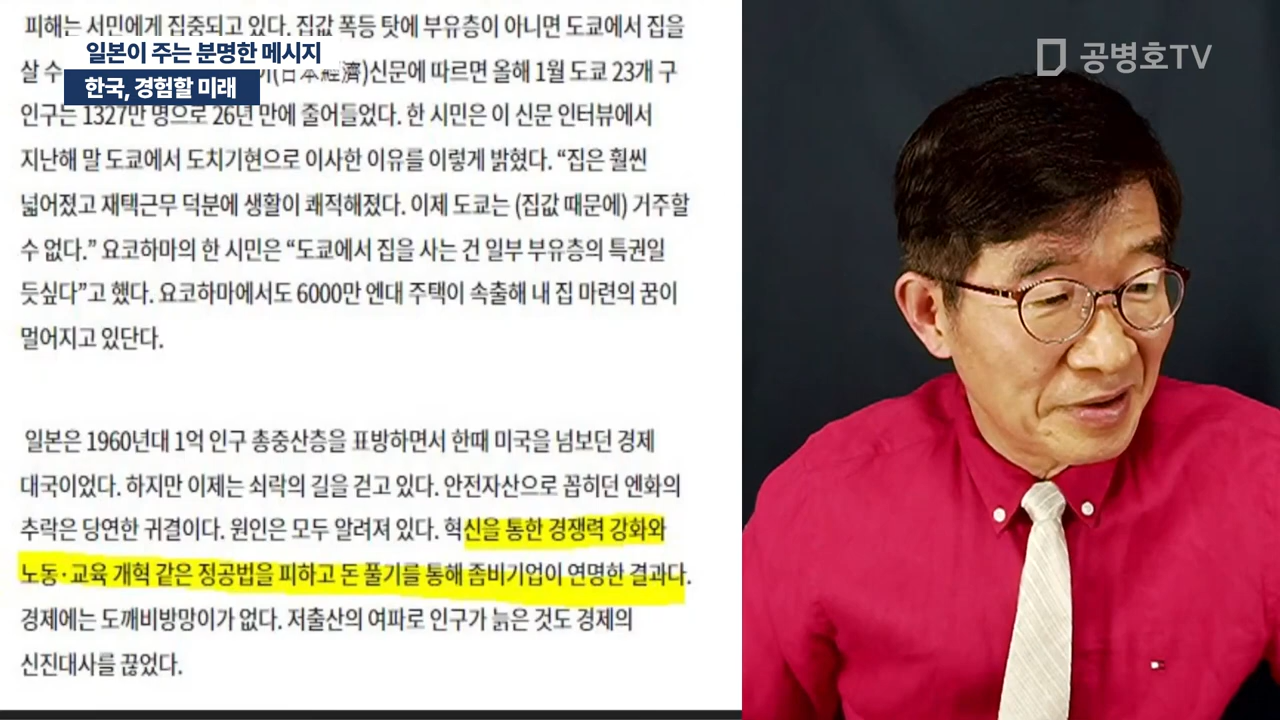 피해는 서민에게 집중되고 있다. 집값 폭등 탓에 부유층이 아니면 도쿄에서 집을
일본이 주는 분명한 메시지
살 수
(日本經濟)신문에 따르면 올해 1월 도쿄 23개 구
한국, 경험할 미래
인구는 1327만 명으로 26년 만에 줄어들었다. 한 시민은 이 신문 인터뷰에서
지난해 말 도쿄에서 도치기현으로 이사한 이유를 이렇게 밝혔다. “집은 훨씬
넓어졌고 재택근무 덕분에 생활이 쾌적해졌다. 이제 도쿄는 (집값 때문에) 거주할
수 없다.” 요코하마의 한 시민은 “도쿄에서 집을 사는 건 일부 부유층의 특권일
듯싶다”고 했다. 요코하마에서도 6000만 엔대 주택이 속출해 내 집 마련의 꿈이
멀어지고 있단다.
일본은 1960년대 1억 인구 총중산층을 표방하면서 한때 미국을 넘보던 경제
대국이었다. 하지만 이제는 쇠락의 길을 걷고 있다. 안전자산으로 꼽히던 엔화의
추락은 당연한 귀결이다. 원인은 모두 알려져 있다. 혁신을 통한 경쟁력 강화와
노동·교육 개혁 같은 정공법을 피하고 돈 풀기를 통해 좀비기업이 연명한 결과다.
경제에는 도깨비방망이가 없다. 저출산의 여파로 인구가 늙은 것도 경제의
신진대사를 끊었다.
공병호TV